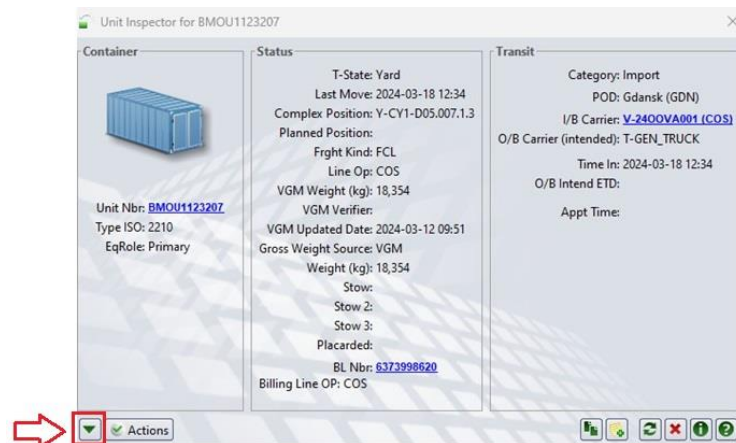 Unit Inspector for BMOU1123207
Container
Unit Nbr: BMOU1123207
Type ISO: 2210
EqRole: Primary
Status
T-State: Yard
Last Move: 2024-03-18 12:34
Complex Position: Y-CY1-D05.007.1.3
Planned Position:
Frght Kind: FCL
Line Op: COS
VGM Weight (kg): 18,354
VGM Verifier:
VGM Updated Date: 2024-03-12 09:51
Gross Weight Source: VGM
Weight (kg): 18,354
Stow:
Stow 2:
Stow 3:
Placarded:
BL Nbr: 6373998620
Billing Line OP: COS
Transit
Category: Import
POD: Gdansk (GDN)
I/B Carrier: V-24OOVA001 (COS)
O/B Carrier (intended): T-GEN_TRUCK
Time In: 2024-03-18 12:34
O/B Intend ETD:
Appt Time:
Actions